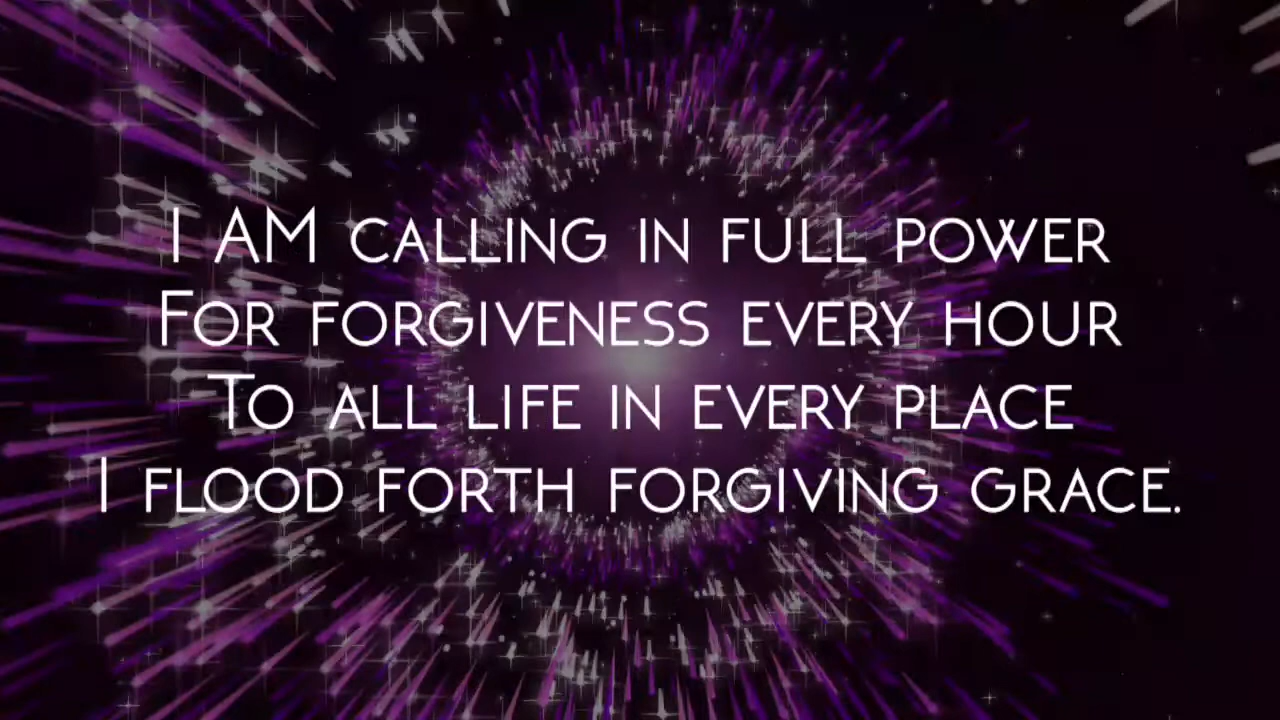 I AM CALLING IN FULL POWER
FOR FORGIVENESS EVERY HOUR
TO ALL LIFE IN EVERY PLACE
I FLOOD FORTH FORGIVING GRACE.